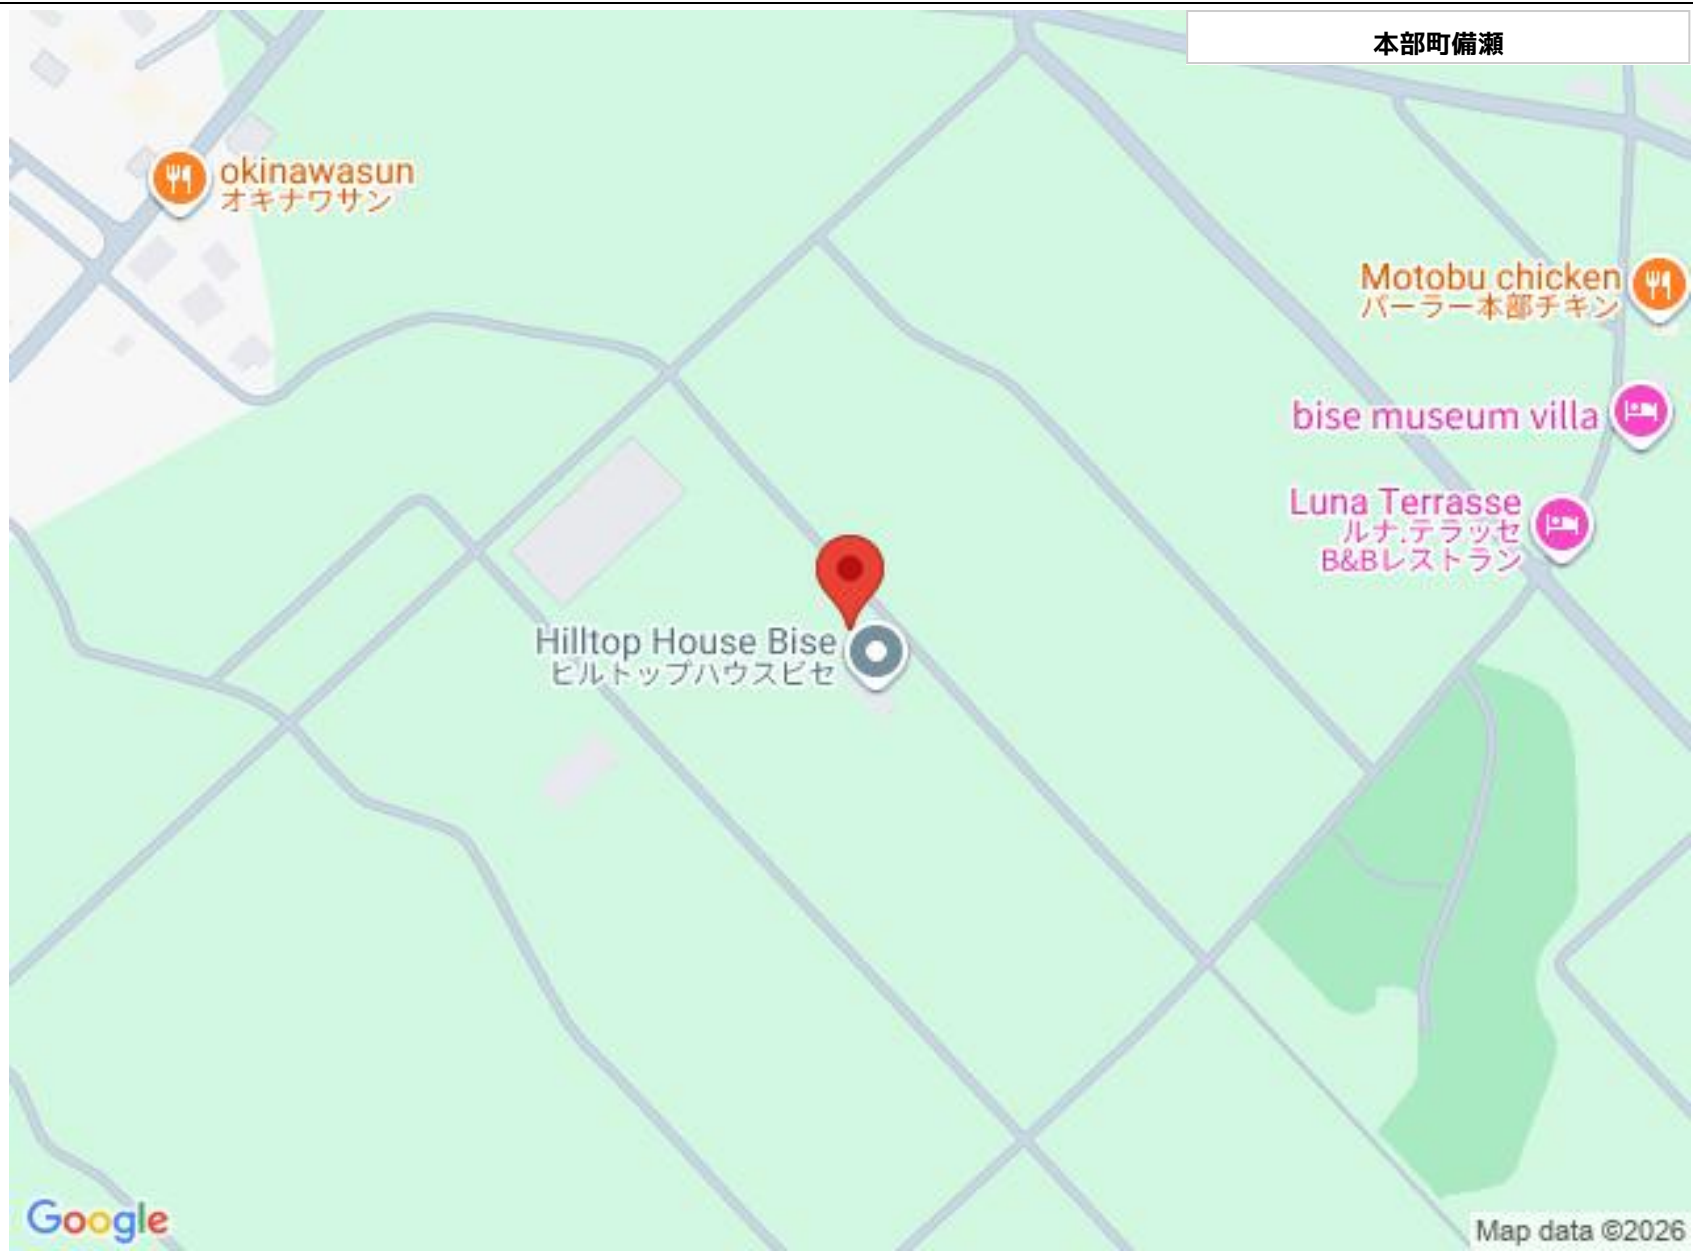 本部町備瀬
okinawasun
オキナワサン
Motobu chicken
パーラー本部チキン
bise museum villa
Luna Terrasse
ルナ.テラッセ
B&Bレストラン
Hilltop House Bise
ヒルトップハウスビセ
Google
Map data ©2026